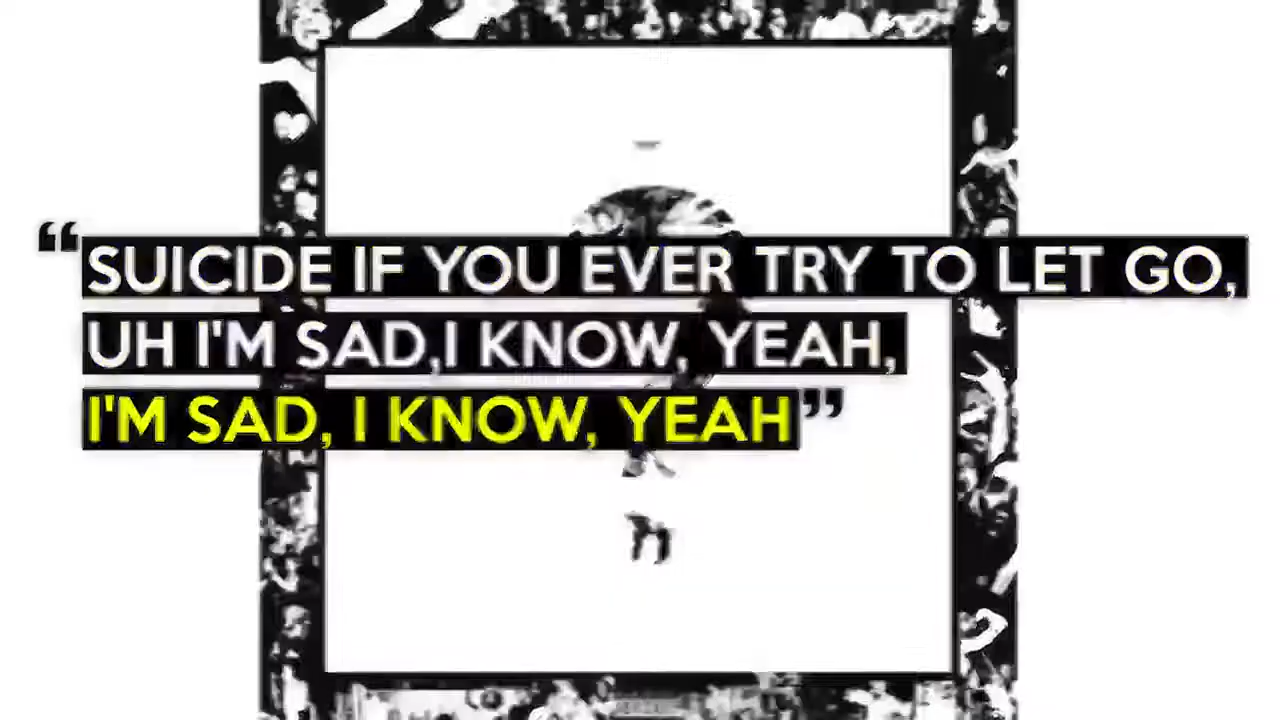 “SUICIDE IF YOU EVER TRY TO LET GO,
UH I'M SAD,I KNOW, YEAH,
I'M SAD, I KNOW, YEAH”